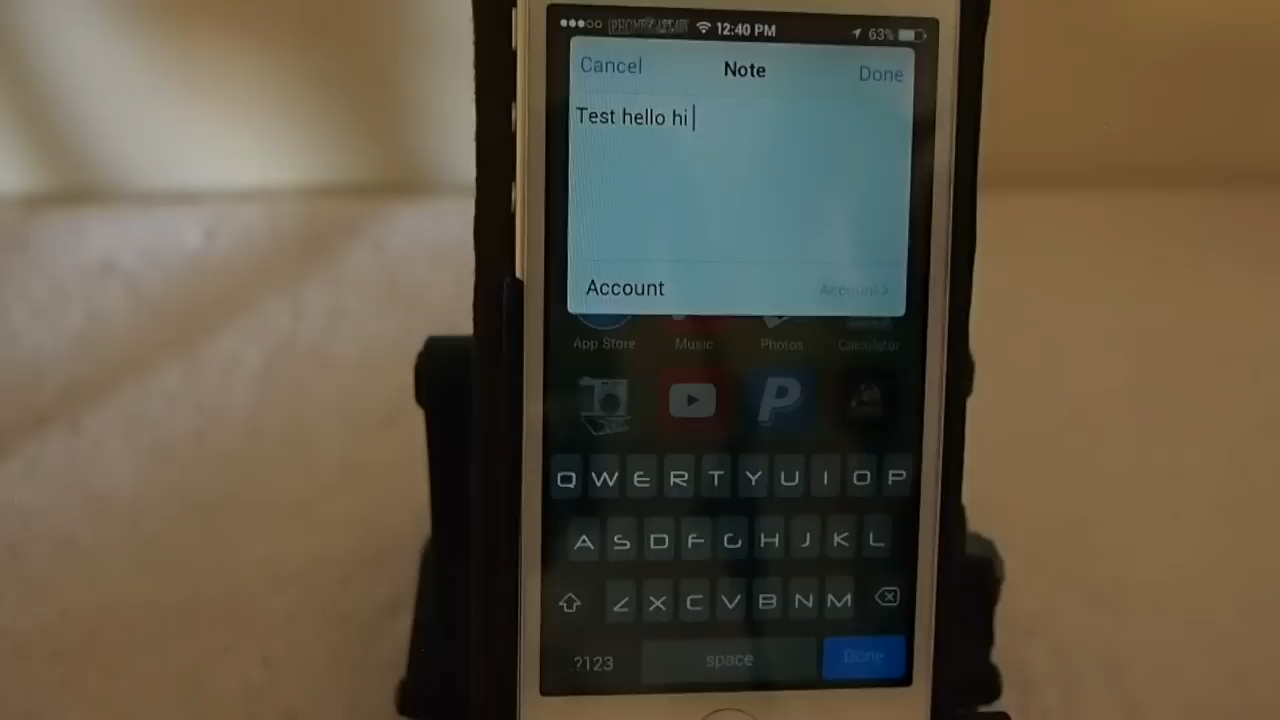 12:40 PM 63%
Cancel Note Done
Test hello hi
Account Account >
App Store Music Photos Calculator
P
Q W E R T Y U I O P
A S D F G H J K L
Z X C V B N M
.?123 space Done